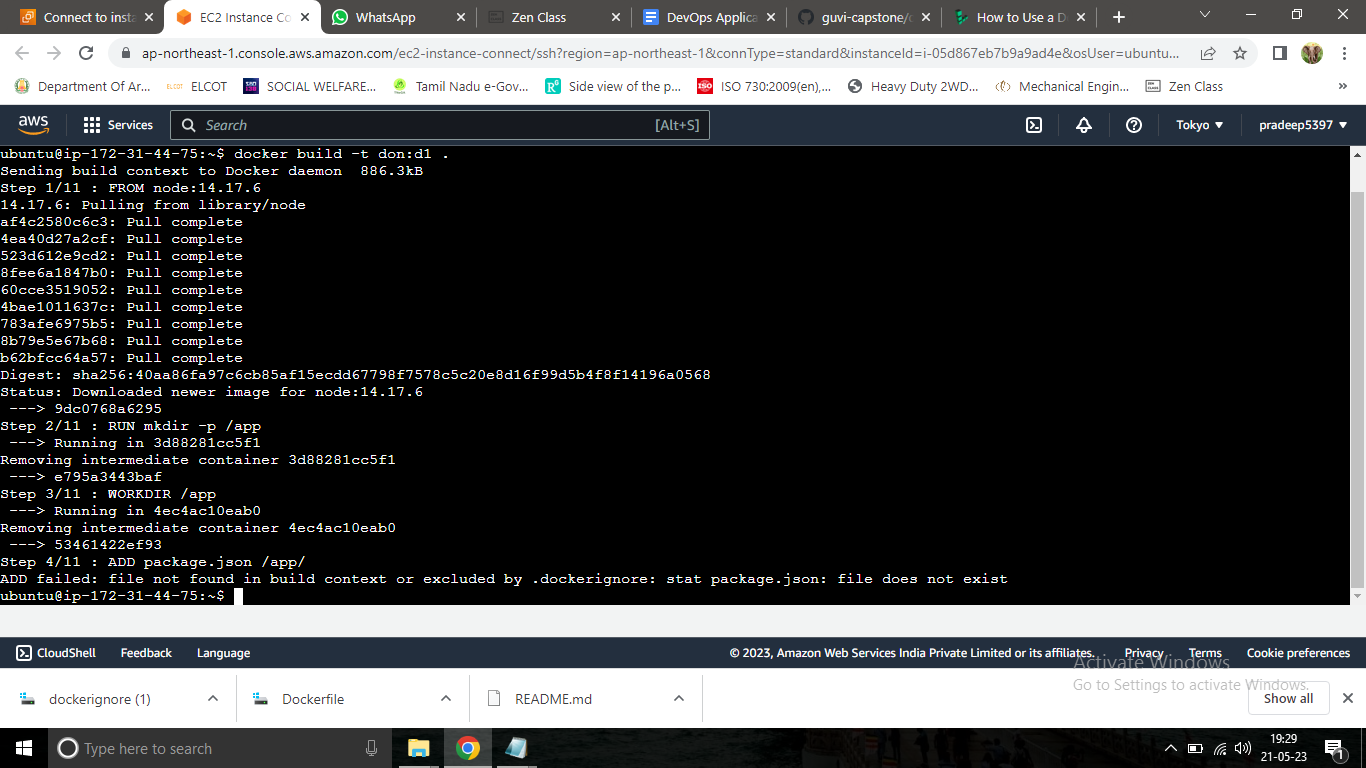 Connect to insta
EC2 Instance Co
WhatsApp
Zen Class
DevOps Applica
guvi-capstone/d
How to Use a D
ap-northeast-1.console.aws.amazon.com/ec2-instance-connect/ssh?region=ap-northeast-1&connType=standard&instanceId=i-05d867eb7b9a9ad4e&osUser=ubuntu...
Department Of Ar...
ELCOT
ELCOT
SOCIAL WELFARE...
Tamil Nadu e-Gov...
Side view of the p...
ISO
ISO 730:2009(en),...
Heavy Duty 2WD...
Mechanical Engin...
Zen Class
aws
Services
Search
[Alt+S]
Tokyo
pradeep5397
ubuntu@ip-172-31-44-75:~$ docker build -t don:d1 .
Sending build context to Docker daemon  886.3kB
Step 1/11 : FROM node:14.17.6
14.17.6: Pulling from library/node
af4c2580c6c3: Pull complete
4ea40d27a2cf: Pull complete
523d612e9cd2: Pull complete
8fee6a1847b0: Pull complete
60cce3519052: Pull complete
4bae1011637c: Pull complete
783afe6975b5: Pull complete
8b79e5e67b68: Pull complete
b62bfcc64a57: Pull complete
Digest: sha256:40aa86fa97c6cb85af15ecdd67798f7578c5c20e8d16f99d5b4f8f14196a0568
Status: Downloaded newer image for node:14.17.6
 ---> 9dc0768a6295
Step 2/11 : RUN mkdir -p /app
 ---> Running in 3d88281cc5f1
Removing intermediate container 3d88281cc5f1
 ---> e795a3443baf
Step 3/11 : WORKDIR /app
 ---> Running in 4ec4ac10eab0
Removing intermediate container 4ec4ac10eab0
 ---> 53461422ef93
Step 4/11 : ADD package.json /app/
ADD failed: file not found in build context or excluded by .dockerignore: stat package.json: file does not exist
ubuntu@ip-172-31-44-75:~$
CloudShell
Feedback
Language
© 2023, Amazon Web Services India Private Limited or its affiliates.
Privacy
Terms
Cookie preferences
Activate Windows
Go to Settings to activate Windows.
dockerignore (1)
Dockerfile
README.md
Show all
Type here to search
19:29
21-05-23
1